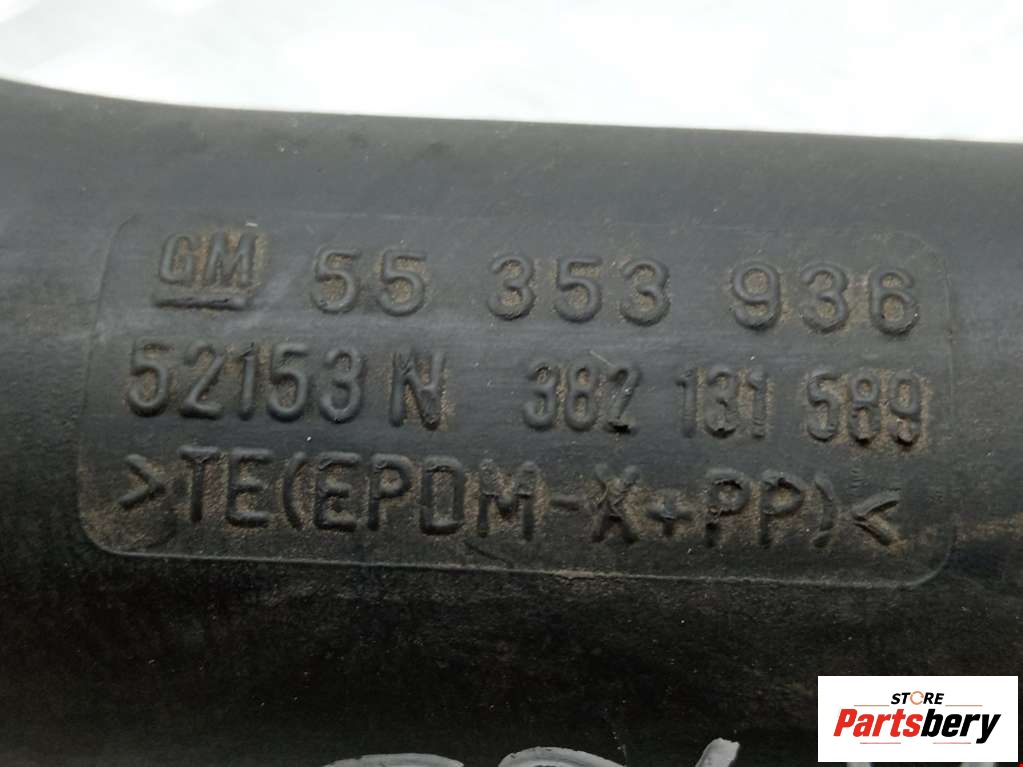 GM 55 353 936
52153 N 382 131 589
>TE(EPDM-X+PP)<
STORE
Partsbery